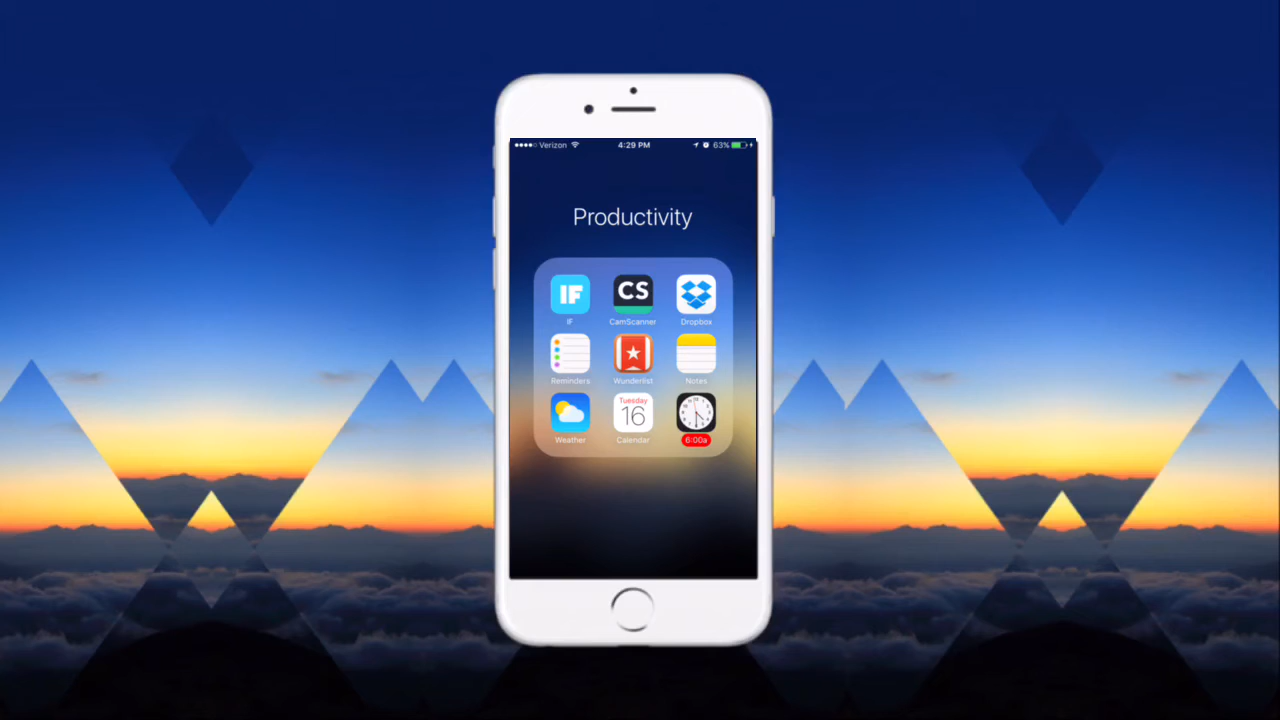 Verizon 4:29 PM 63%
Productivity
IF CS
IF CamScanner Dropbox
Reminders Wunderlist Notes
Tuesday
16
Weather Calendar 6:00a